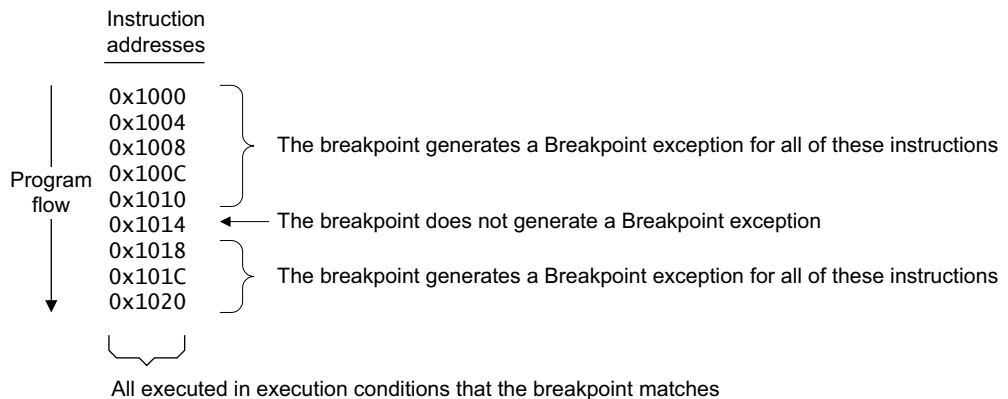 Instruction
addresses
0x1000
0x1004
0x1008
The breakpoint generates a Breakpoint exception for all of these instructions
0x100C
Program
flow
0x1010
0x1014
The breakpoint does not generate a Breakpoint exception
0x1018
0x101C
The breakpoint generates a Breakpoint exception for all of these instructions
0x1020
All executed in execution conditions that the breakpoint matches